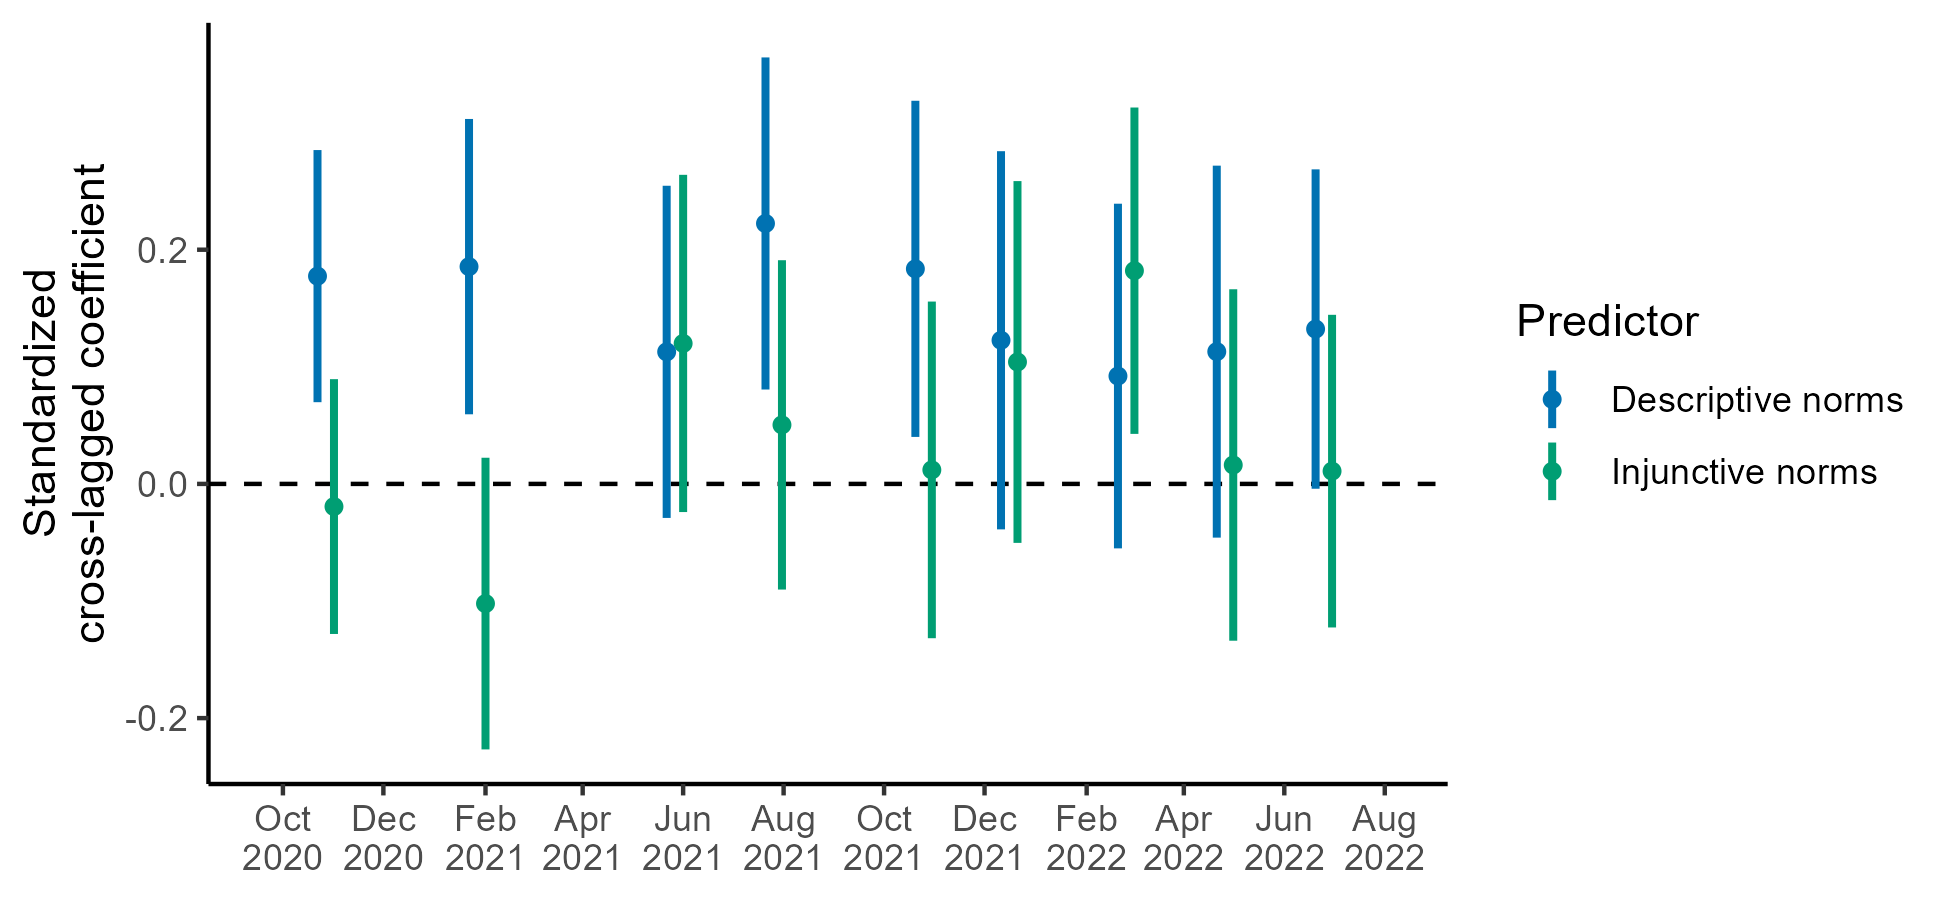 Standardized
cross-lagged coefficient
0.2
0.0
-0.2
Oct
2020
Dec
2020
Feb
2021
Apr
2021
Jun
2021
Aug
2021
Oct
2021
Dec
2021
Feb
2022
Apr
2022
Jun
2022
Aug
2022
Predictor
Descriptive norms
Injunctive norms